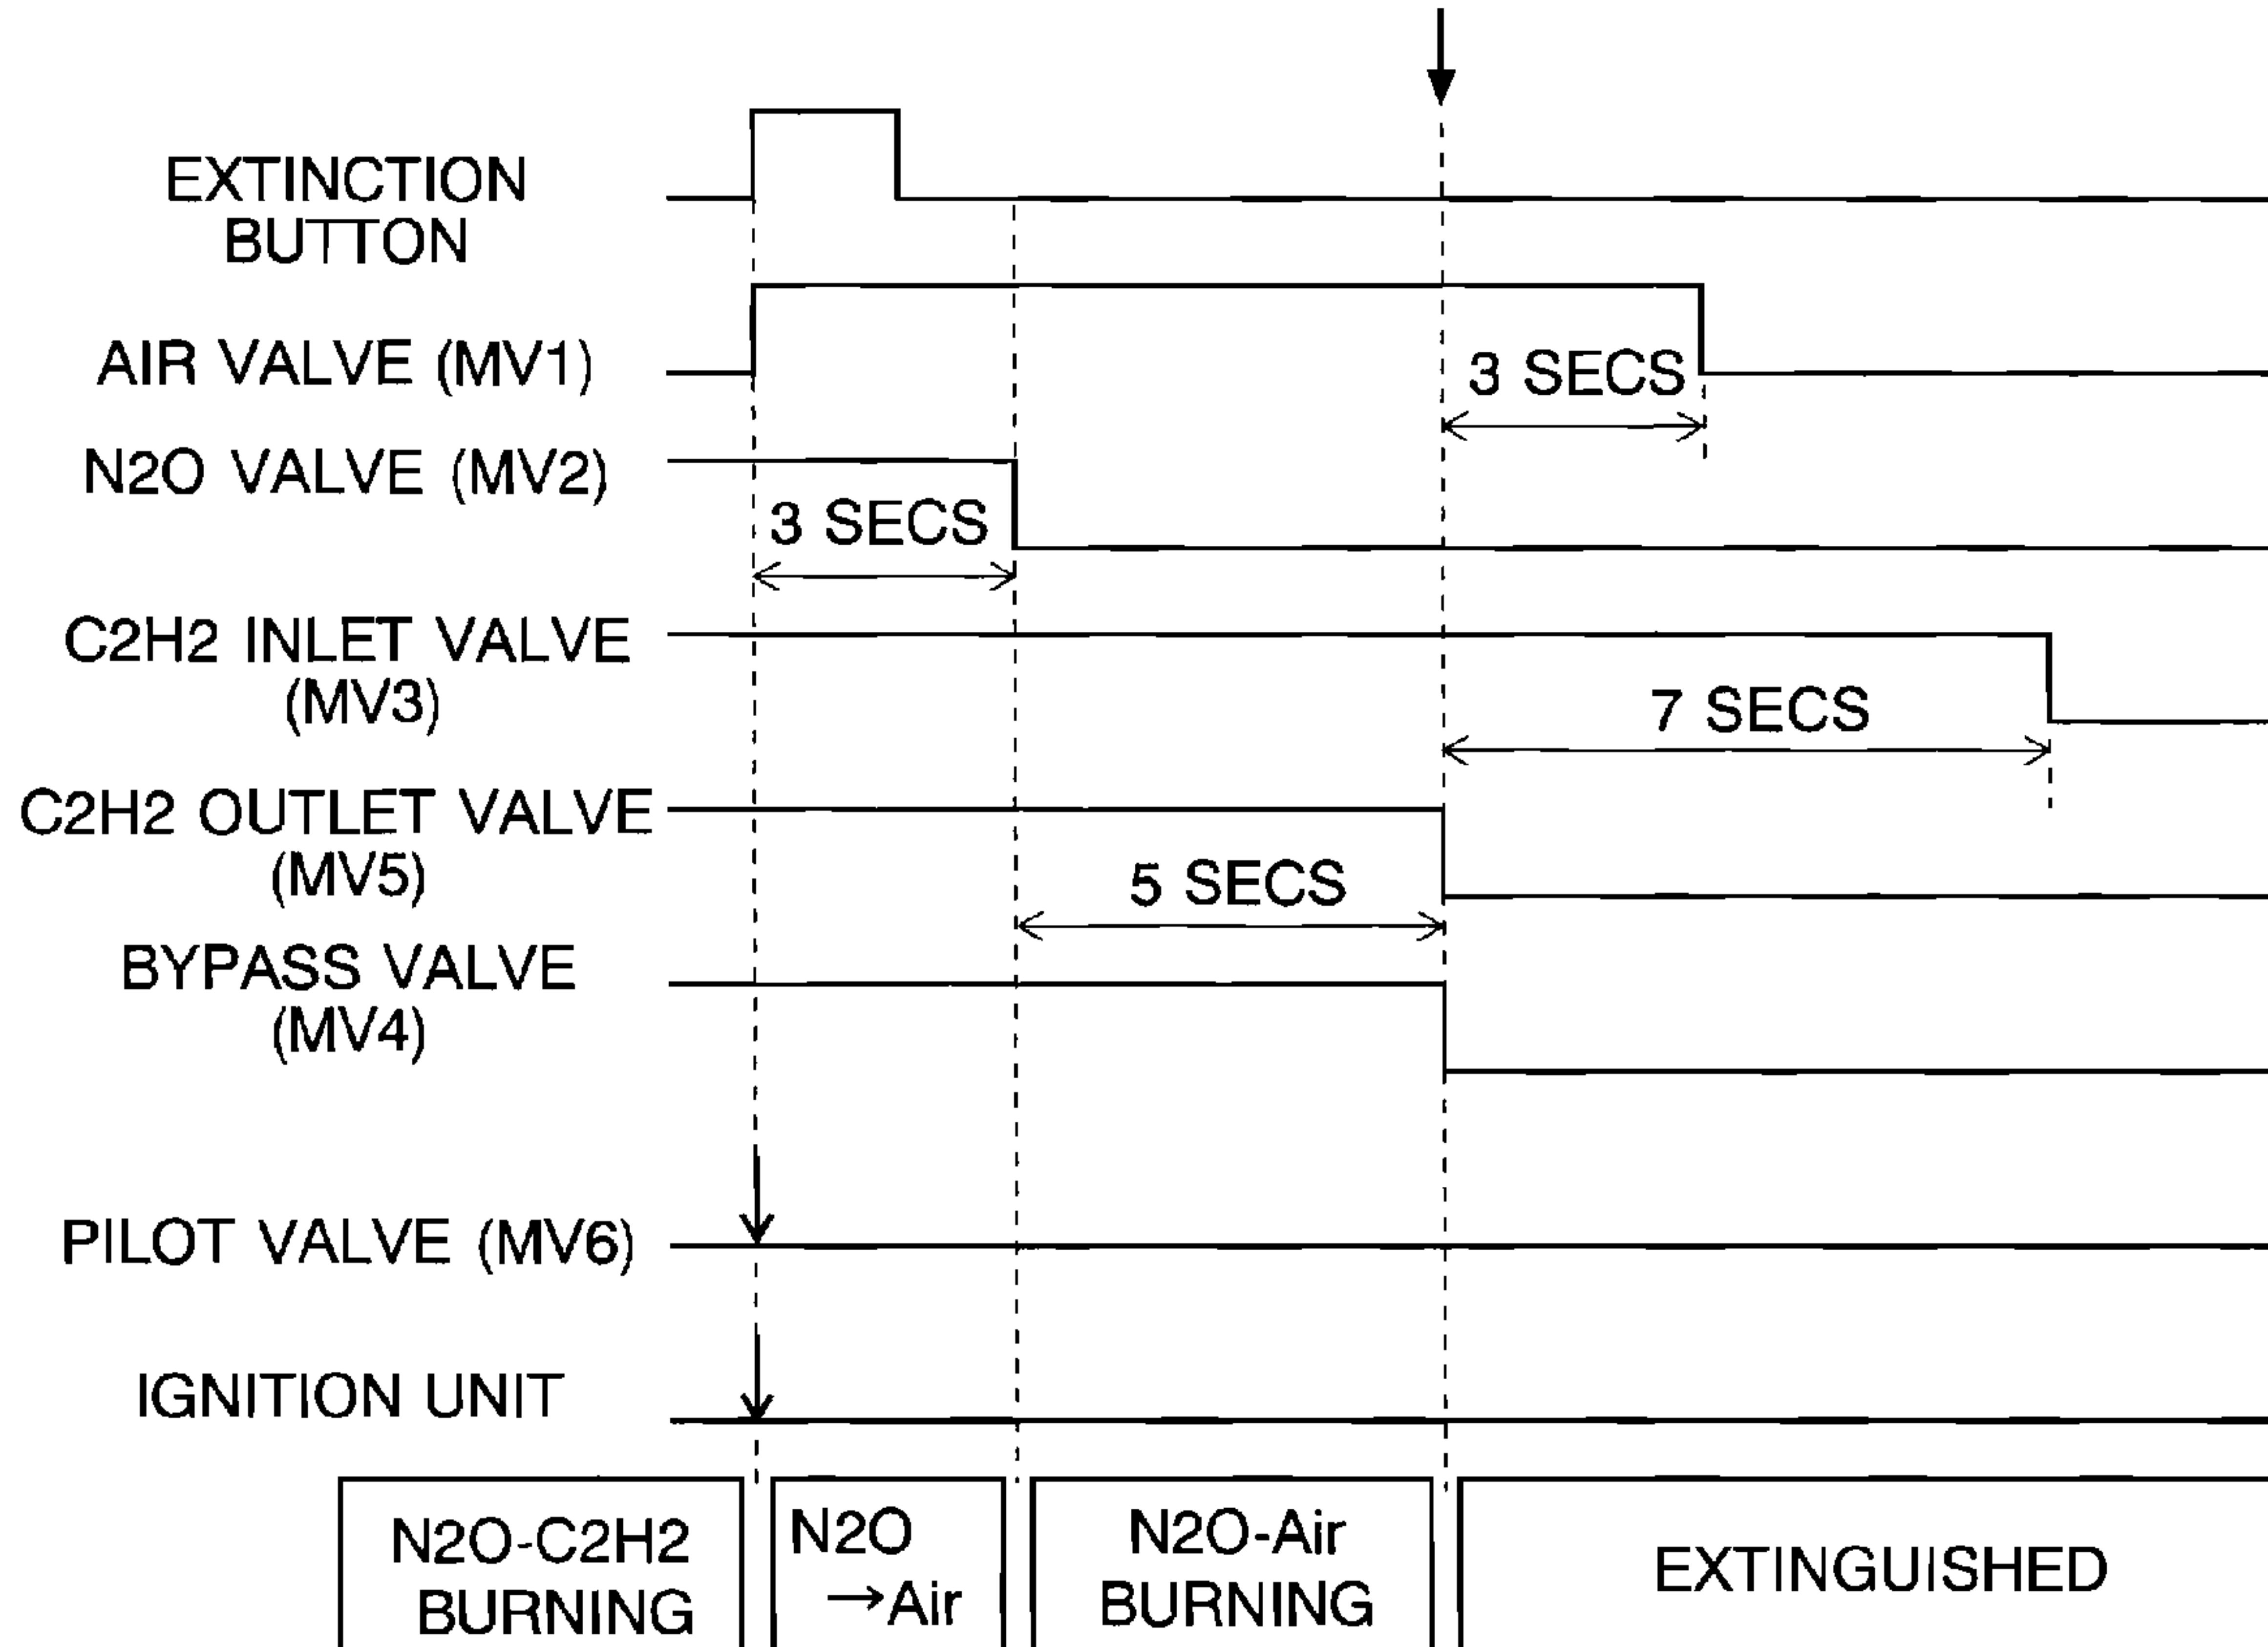 EXTINCTION
BUTTON
AIR VALVE (MV1)
3 SECS
N2O VALVE (MV2)
3 SECS
C2H2 INLET VALVE
(MV3)
7 SECS
C2H2 OUTLET VALVE
(MV5)
5 SECS
BYPASS VALVE
(MV4)
PILOT VALVE (MV6)
IGNITION UNIT
N2O-C2H2
BURNING
N2O
→Air
N2O-Air
BURNING
EXTINGUISHED